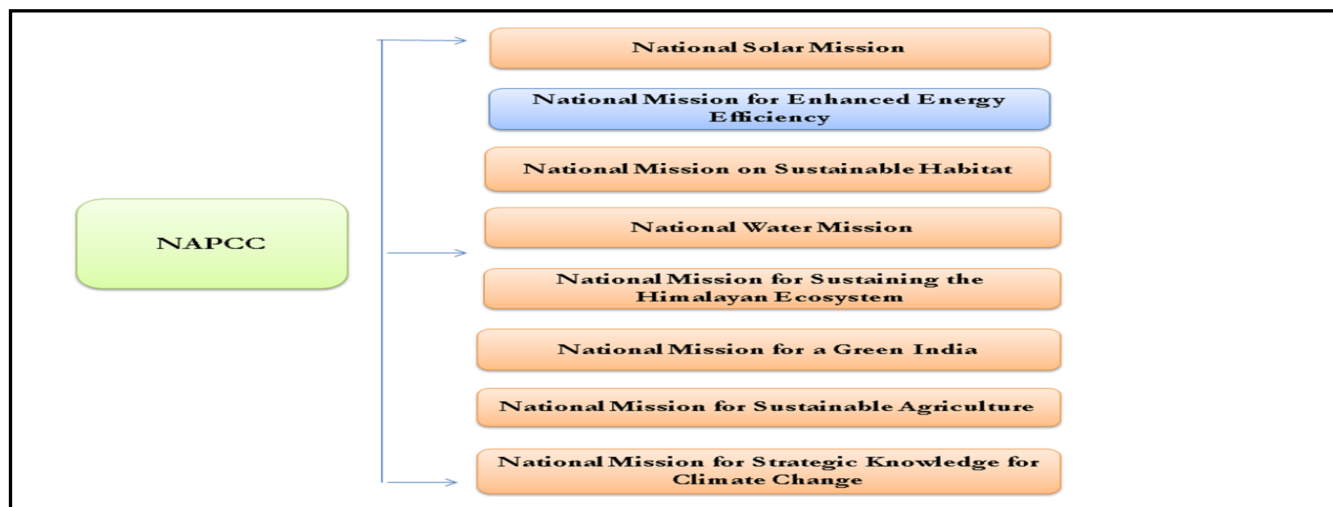 National Solar Mission
National Mission for Enhanced Energy
Efficiency
National Mission on Sustainable Habitat
NAPCC
National Water Mission
National Mission for Sustaining the
Himalayan Ecosystem
National Mission for a Green India
National Mission for Sustainable Agriculture
National Mission for Strategic Knowledge for
Climate Change